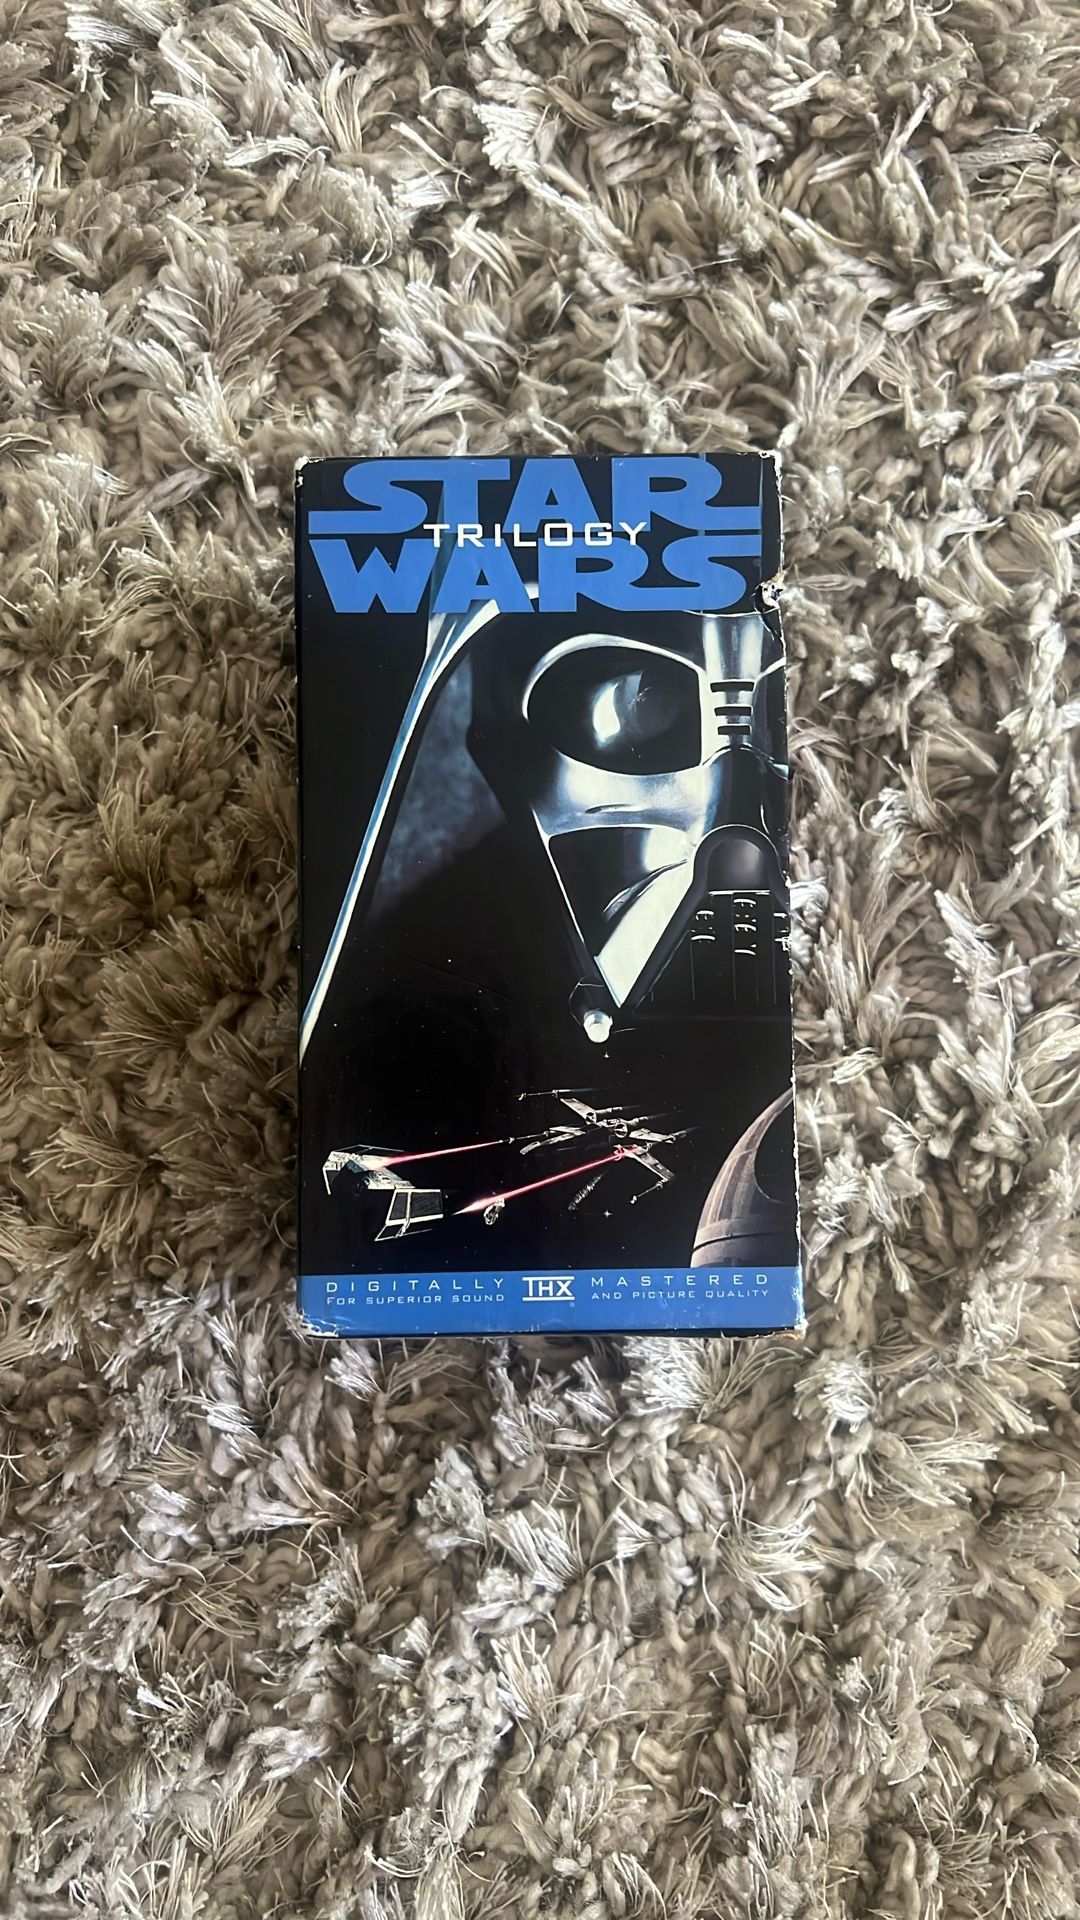 STAR
TRILOGY
WARS®
DIGITALLY THX® MASTERED
FOR SUPERIOR SOUND AND PICTURE QUALITY